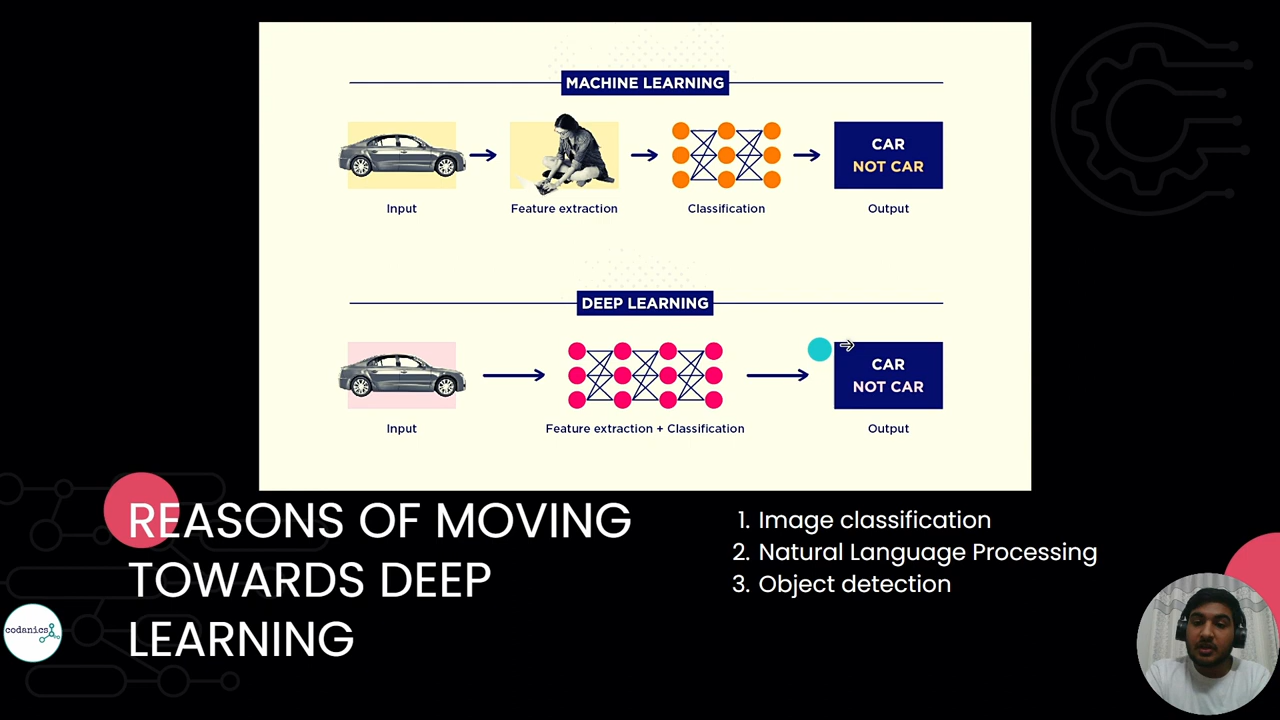 MACHINE LEARNING
CAR
NOT CAR
Input
Feature extraction
Classification
Output
DEEP LEARNING
CAR
NOT CAR
Input
Feature extraction + Classification
Output
REASONS OF MOVING
TOWARDS DEEP
LEARNING
1. Image classification
2. Natural Language Processing
3. Object detection
codanics